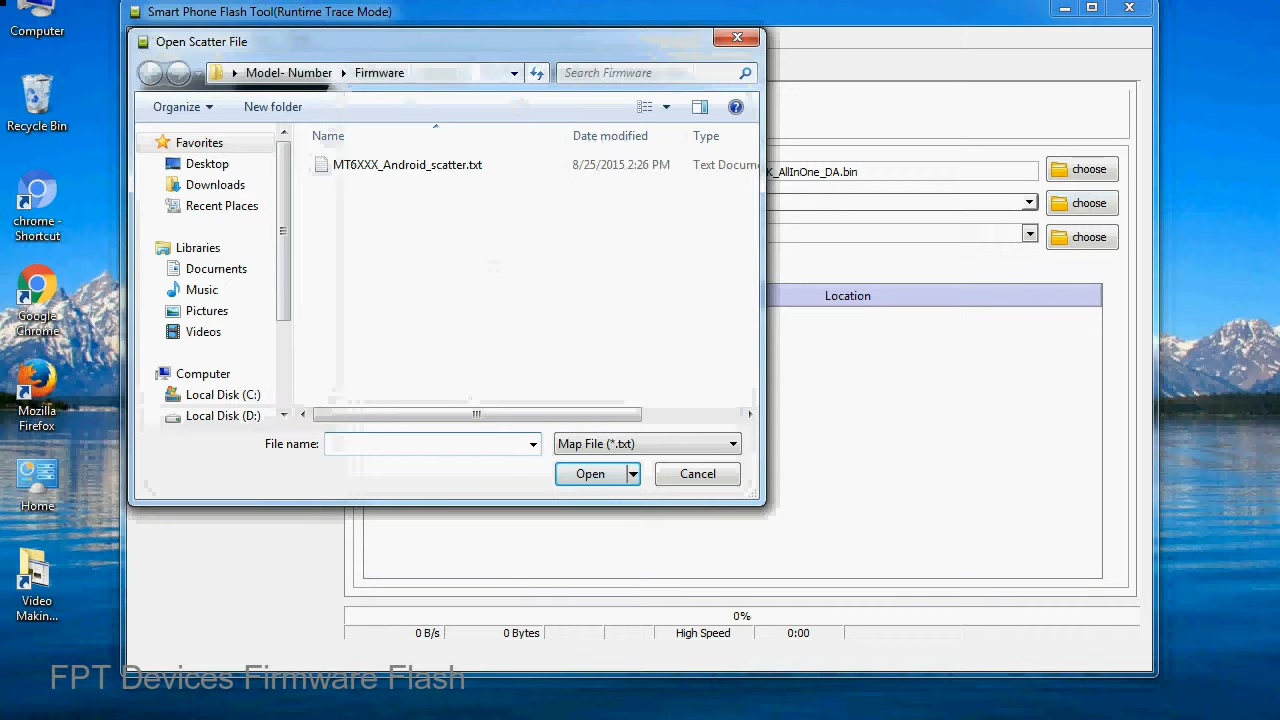 Smart Phone Flash Tool(Runtime Trace Mode)
Open Scatter File
Model- Number
Firmware
Search Firmware
Organize
New folder
Name
Date modified
Type
MT6XXX_Android_scatter.txt
8/25/2015 2:26 PM
Text Docum
Favorites
Desktop
Downloads
Recent Places
Libraries
Documents
Music
Pictures
Videos
Computer
Local Disk (C:)
Local Disk (D:)
File name:
Map File (*.txt)
Open
Cancel
K_AllInOne_DA.bin
choose
choose
choose
Location
0%
0 B/s
0 Bytes
High Speed
0:00
Computer
Recycle Bin
chrome -
Shortcut
Google
Chrome
Mozilla
Firefox
Home
Video
Makin...
FPT Devices Firmware Flash